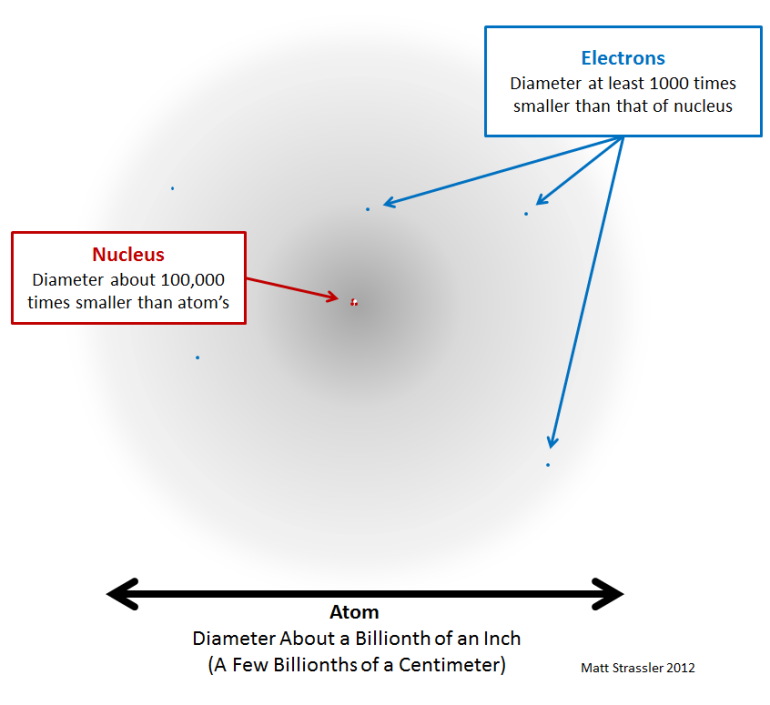 Electrons
Diameter at least 1000 times
smaller than that of nucleus
Nucleus
Diameter about 100,000
times smaller than atom’s
Atom
Diameter About a Billionth of an Inch
(A Few Billionths of a Centimeter)
Matt Strassler 2012